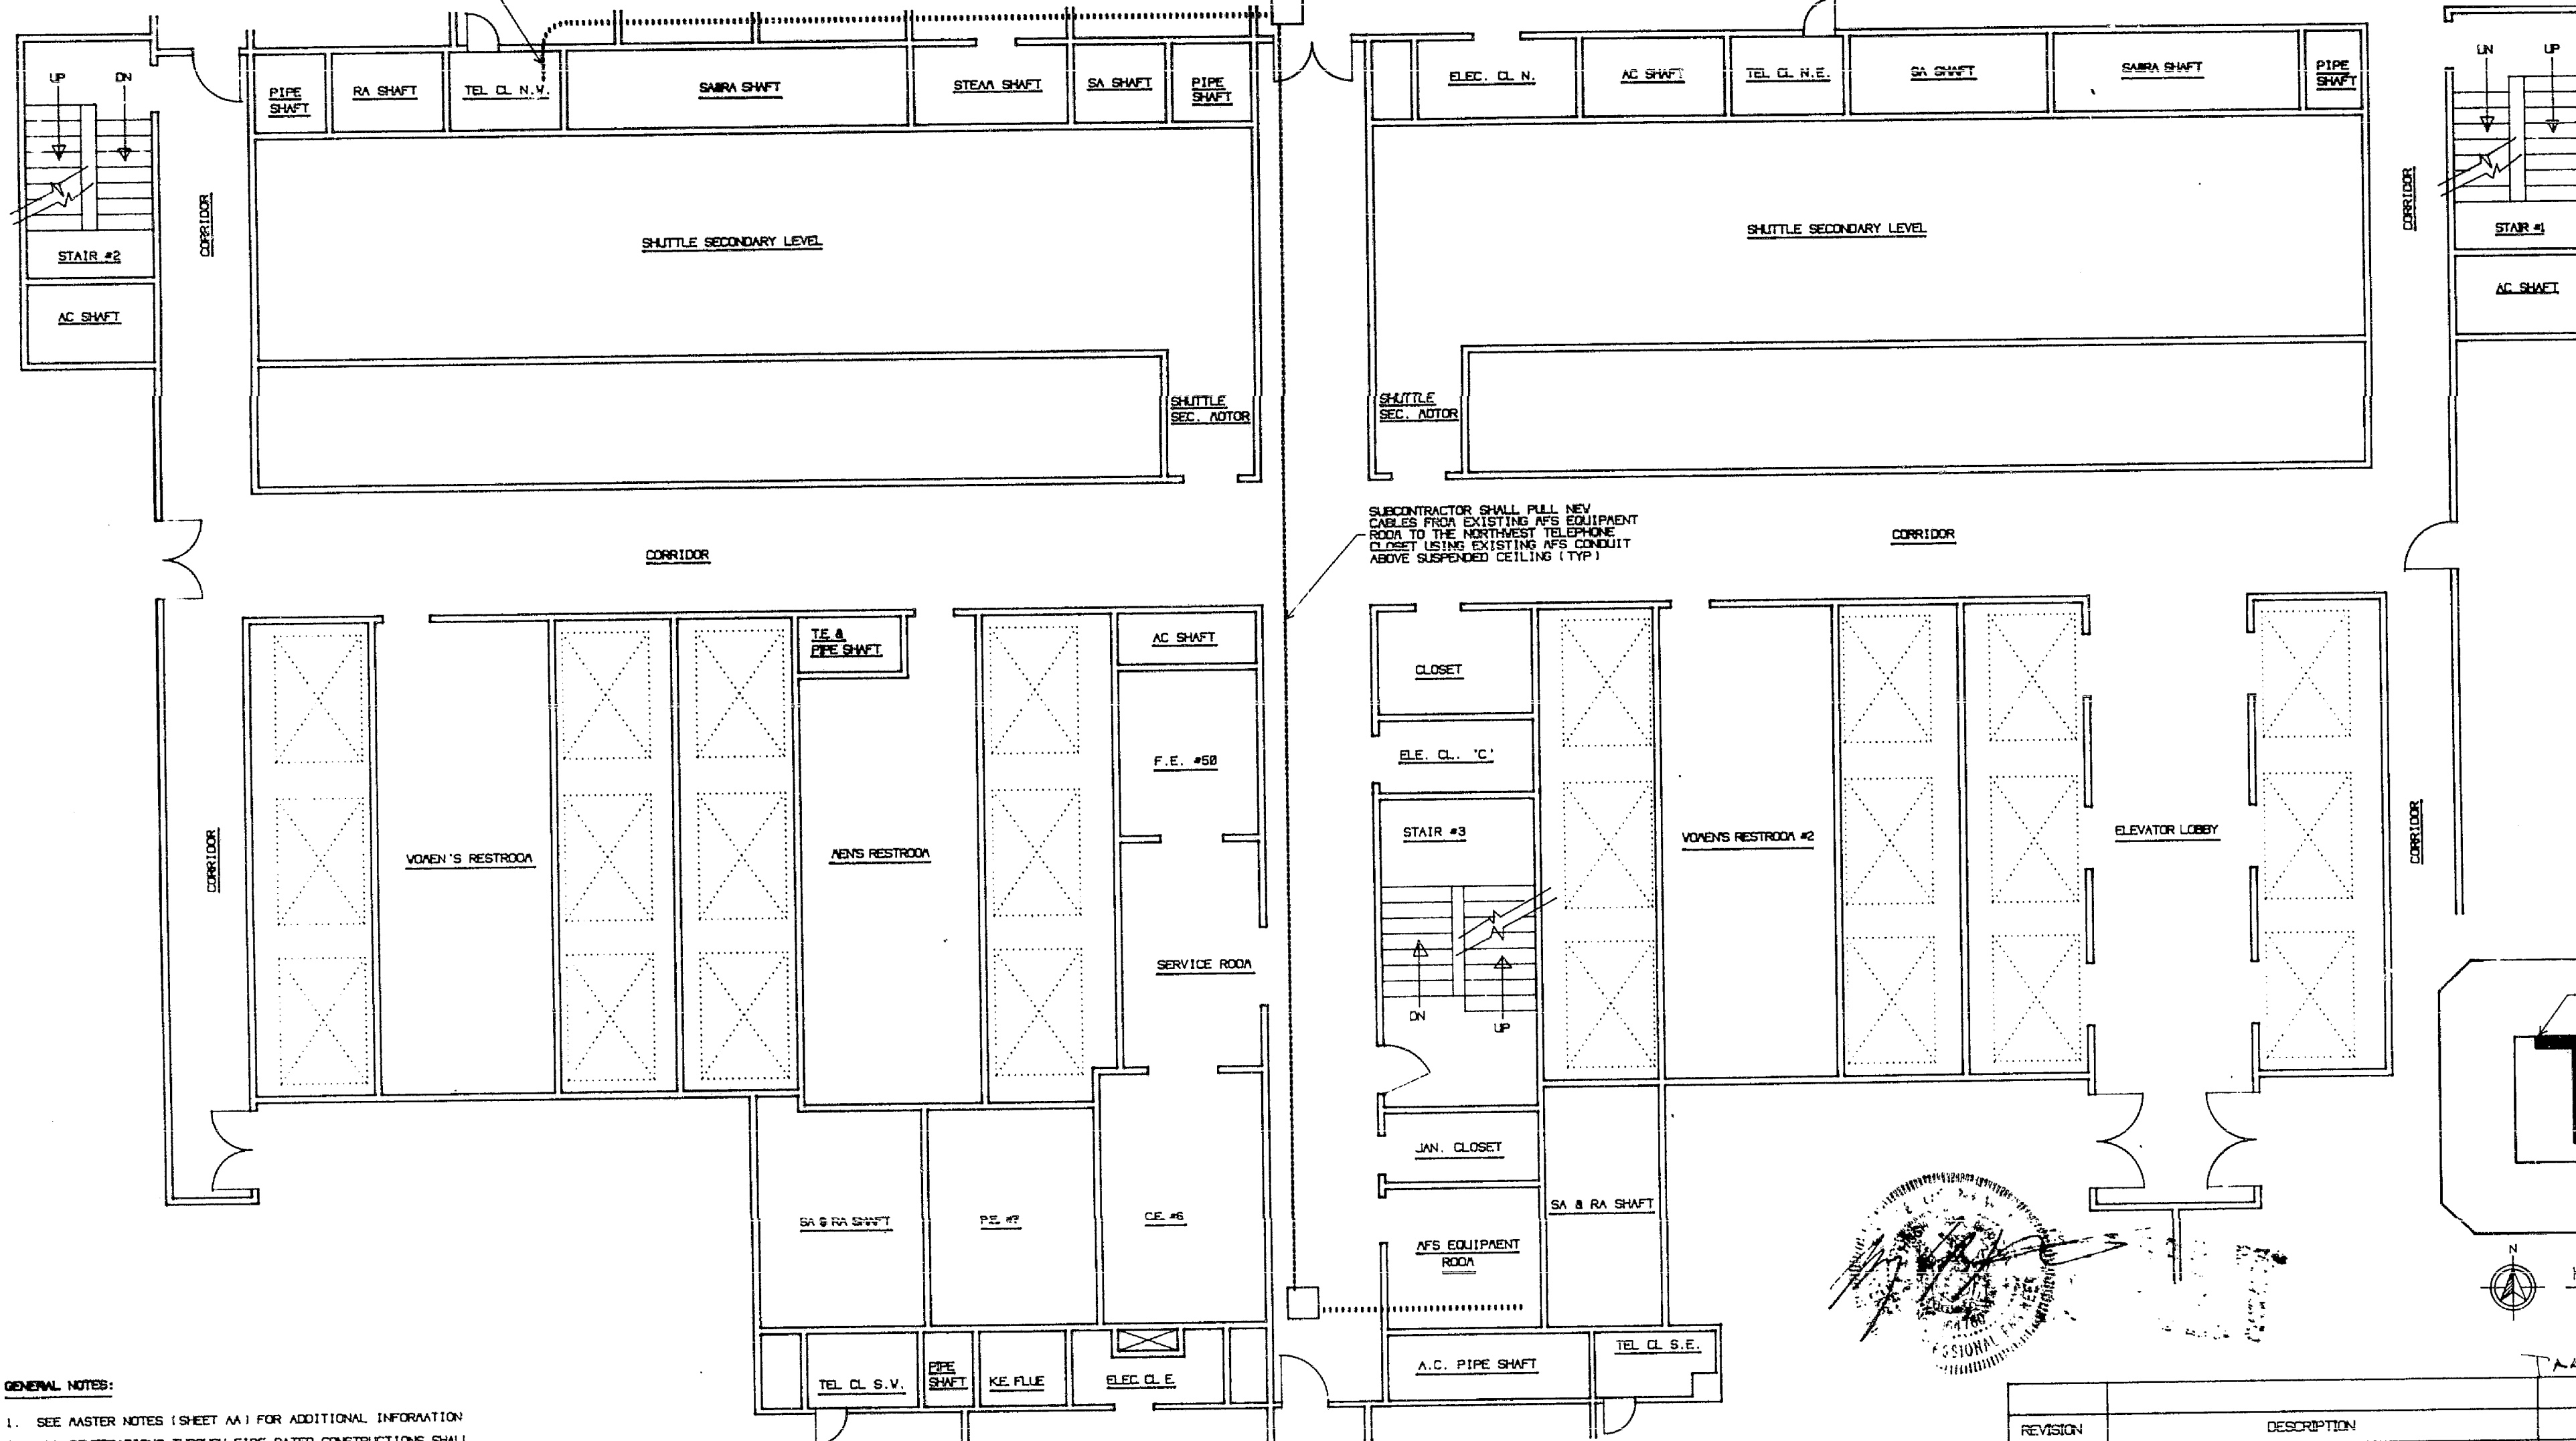 UP
DN
PIPE
SHAFT
RA SHAFT
TEL CL N.W.
SA&RA SHAFT
STEAM SHAFT
SA SHAFT
PIPE
SHAFT
ELEC. CL N.
AC SHAFT
TEL CL N.E.
SA SHAFT
SA&RA SHAFT
PIPE
SHAFT
DN
UP
CORRIDOR
SHUTTLE SECONDARY LEVEL
SHUTTLE SECONDARY LEVEL
CORRIDOR
STAIR #2
STAIR #1
AC SHAFT
AC SHAFT
SHUTTLE
SEC. MOTOR
SHUTTLE
SEC. MOTOR
SUBCONTRACTOR SHALL PULL NEW
CABLES FROM EXISTING AFS EQUIPMENT
ROOM TO THE NORTHWEST TELEPHONE
CLOSET USING EXISTING AFS CONDUIT
ABOVE SUSPENDED CEILING (TYP)
CORRIDOR
CORRIDOR
T.E. &
PIPE SHAFT
AC SHAFT
CLOSET
F.E. #50
ELE. CL. 'C'
STAIR #3
CORRIDOR
WOMEN'S RESTROOM
MEN'S RESTROOM
WOMEN'S RESTROOM #2
ELEVATOR LOBBY
CORRIDOR
SERVICE ROOM
DN
UP
JAN. CLOSET
SA & RA SHAFT
P.E. #7
C.E. #6
SA & RA SHAFT
AFS EQUIPMENT
ROOM
N
TEL CL S.W.
PIPE
SHAFT
K.E. FLUE
ELEC. CL E.
A.C. PIPE SHAFT
TEL CL S.E.
GENERAL NOTES:
1. SEE MASTER NOTES (SHEET AA) FOR ADDITIONAL INFORMATION
PENETRATIONS THROUGH FIRE RATED CONSTRUCTIONS SHALL
REVISION
DESCRIPTION